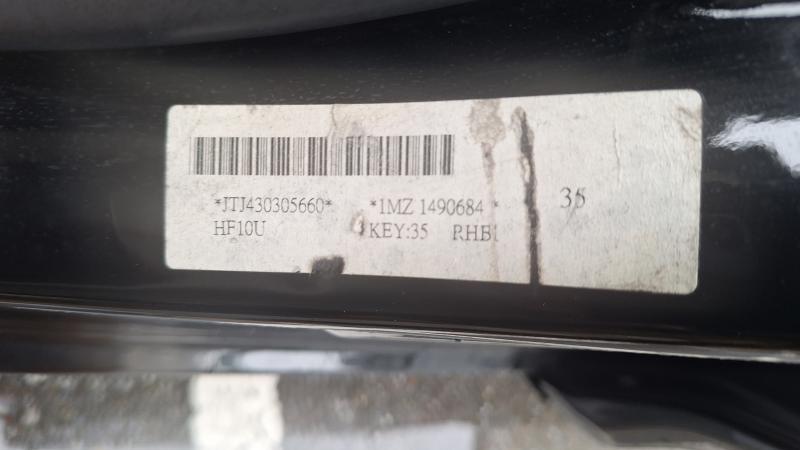 *JTJ430305660* *1MZ 1490684 *
HF10U KEY:35 RHB1
35